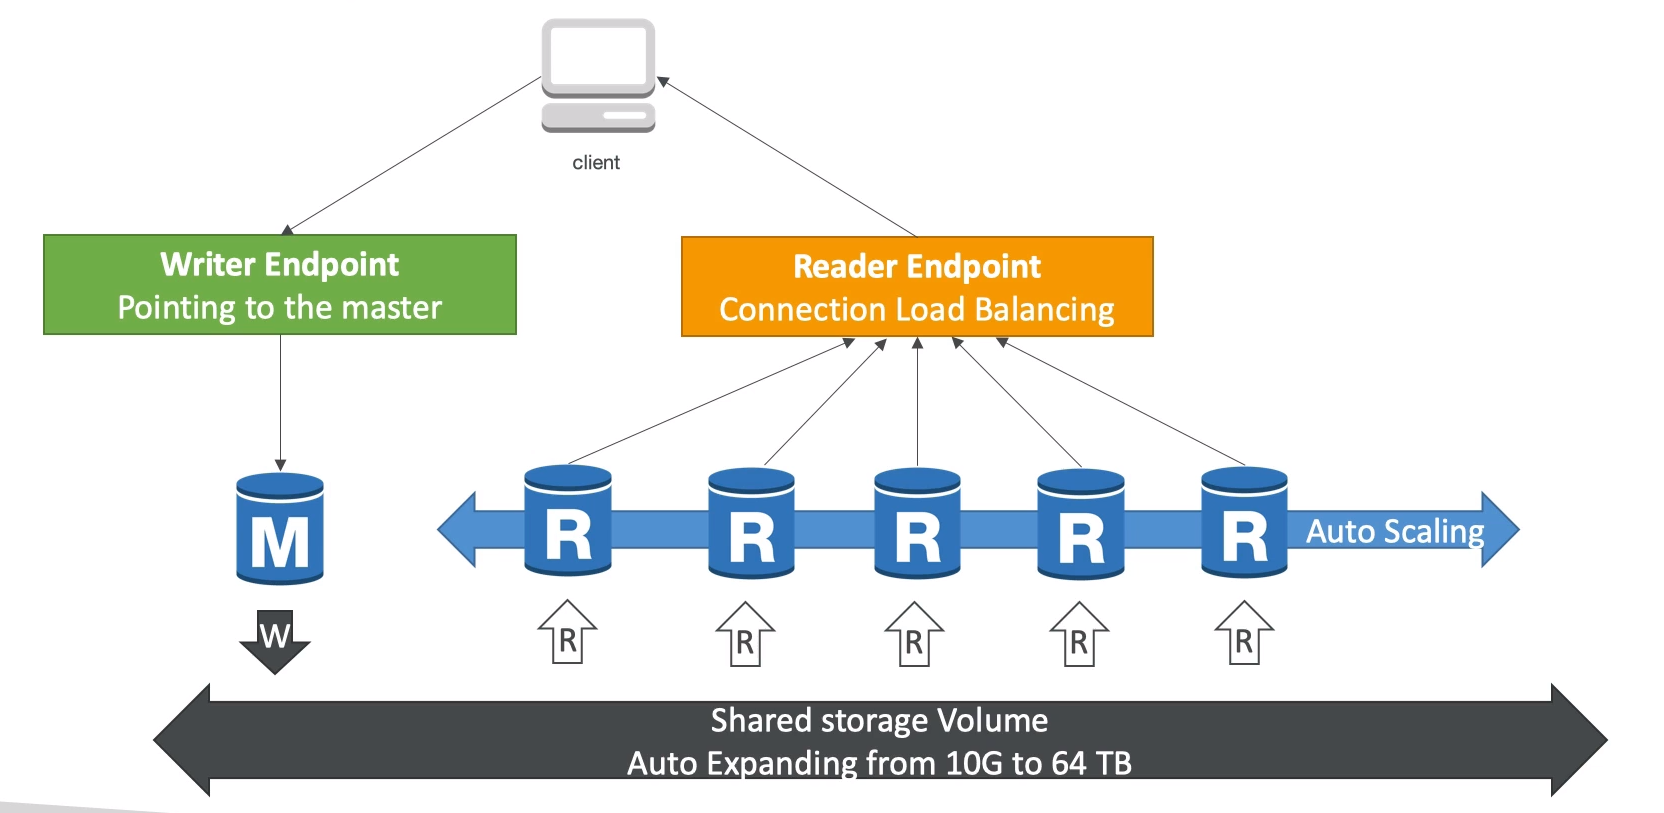 client
Writer Endpoint
Pointing to the master
Reader Endpoint
Connection Load Balancing
M
R
R
R
R
R
Auto Scaling
W
R
R
R
R
R
Shared storage Volume
Auto Expanding from 10G to 64 TB